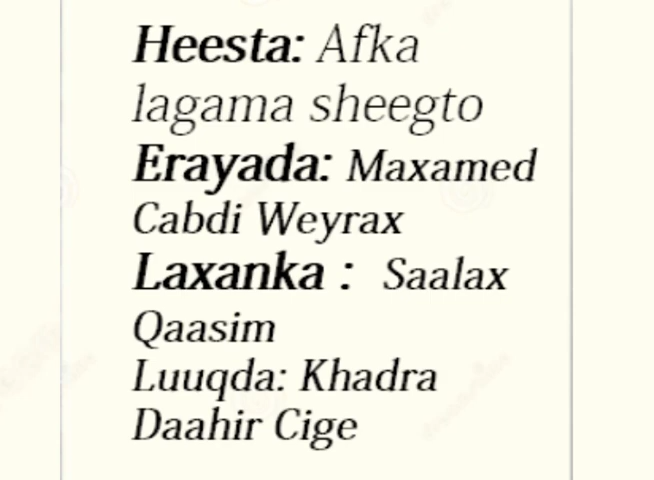 Heesta: Afka
lagama sheegto
Erayada: Maxamed
Cabdi Weyrax
Laxanka : Saalax
Qaasim
Luuqda: Khadra
Daahir Cige